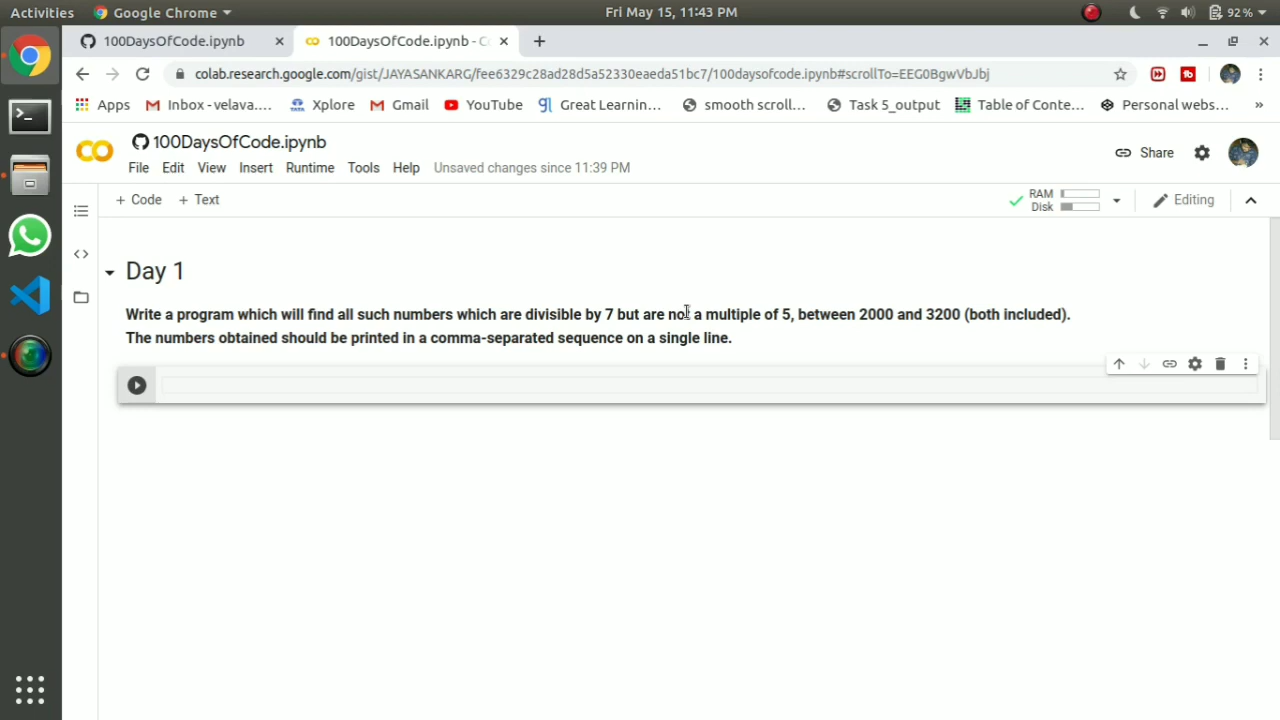 Activities Google Chrome Fri May 15, 11:43 PM 92%
100DaysOfCode.ipynb 100DaysOfCode.ipynb - C
colab.research.google.com/gist/JAYASANKARG/fee6329c28ad28d5a52330eaeda51bc7/100daysofcode.ipynb#scrollTo=EEG0BgwVbJbj
Apps Inbox - velava.... Xplore Gmail YouTube Great Learnin... smooth scroll... Task 5_output Table of Conte... Personal webs... »
100DaysOfCode.ipynb
File Edit View Insert Runtime Tools Help Unsaved changes since 11:39 PM Share
+ Code + Text RAM Disk Editing
Day 1
Write a program which will find all such numbers which are divisible by 7 but are not a multiple of 5, between 2000 and 3200 (both included).
The numbers obtained should be printed in a comma-separated sequence on a single line.